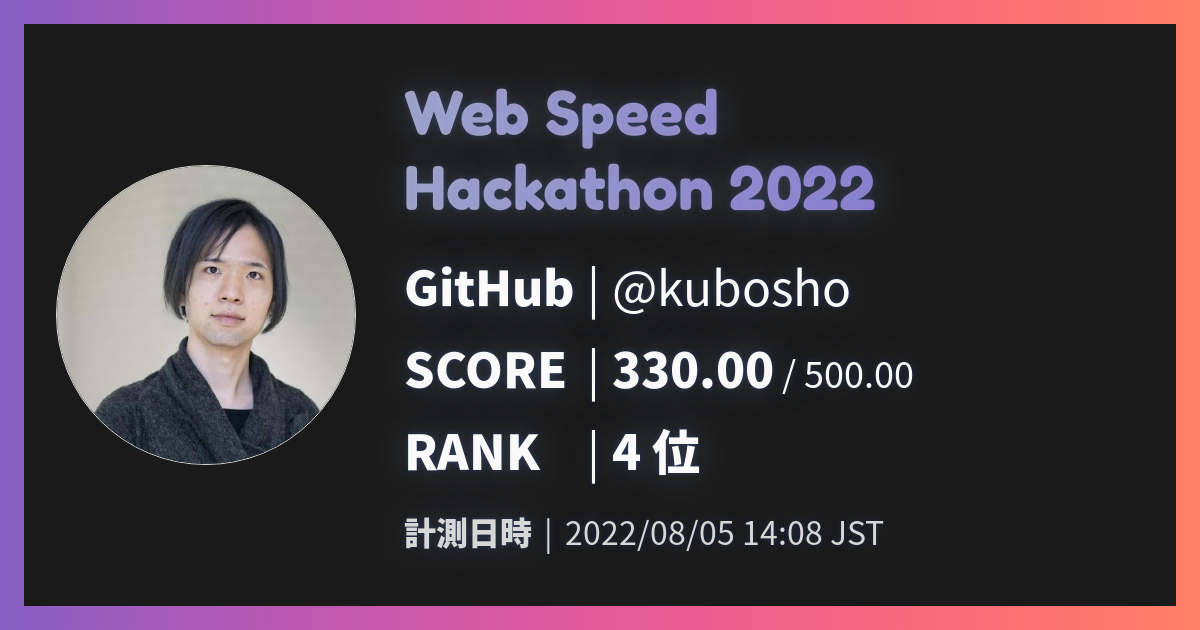 Web Speed
Hackathon 2022
GitHub | @kubosho
SCORE | 330.00 / 500.00
RANK | 4 位
計測日時 | 2022/08/05 14:08 JST